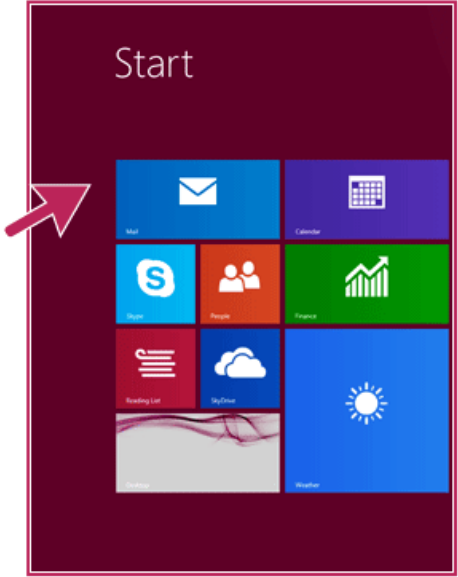 Start
Mail
Calendar
Skype
People
Finance
Reading List
SkyDrive
Desktop
Weather